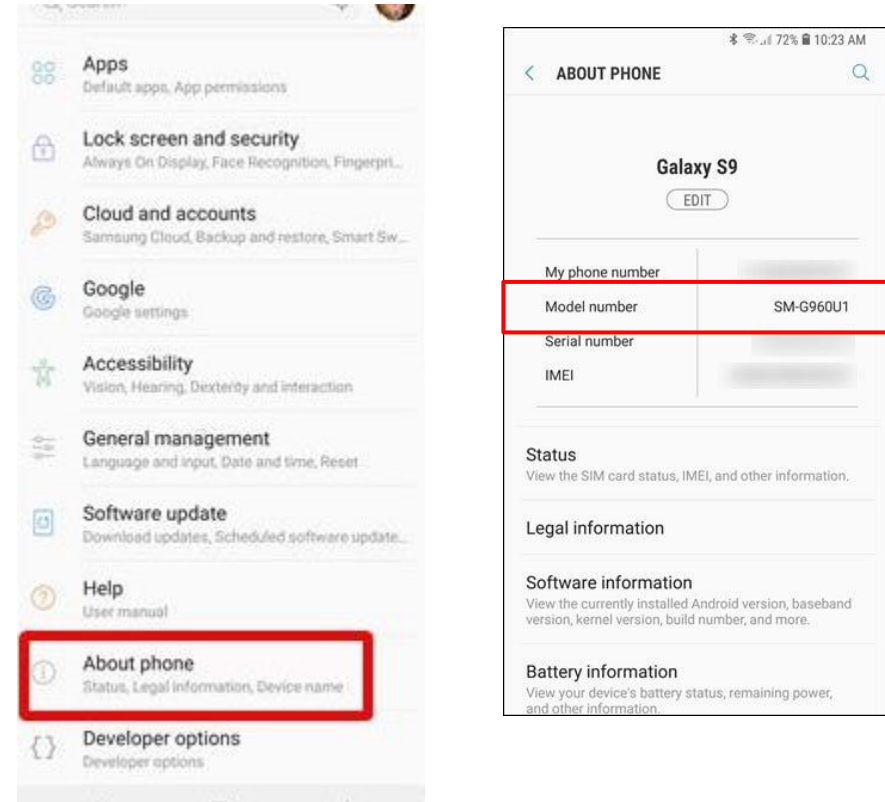 Apps
Default apps, App permissions
Lock screen and security
Always On Display, Face Recognition, Fingerpri...
Cloud and accounts
Samsung Cloud, Backup and restore, Smart Sw...
Google
Google settings
Accessibility
Vision, Hearing, Dexterity and interaction
General management
Language and input, Date and time, Reset
Software update
Download updates, Scheduled software update...
Help
User manual
About phone
Status, Legal information, Device name
Developer options
Developer options
72% 10:23 AM
ABOUT PHONE
Galaxy S9
EDIT
My phone number
Model number SM-G960U1
Serial number
IMEI
Status
View the SIM card status, IMEI, and other information.
Legal information
Software information
View the currently installed Android version, baseband
version, kernel version, build number, and more.
Battery information
View your device's battery status, remaining power,
and other information.